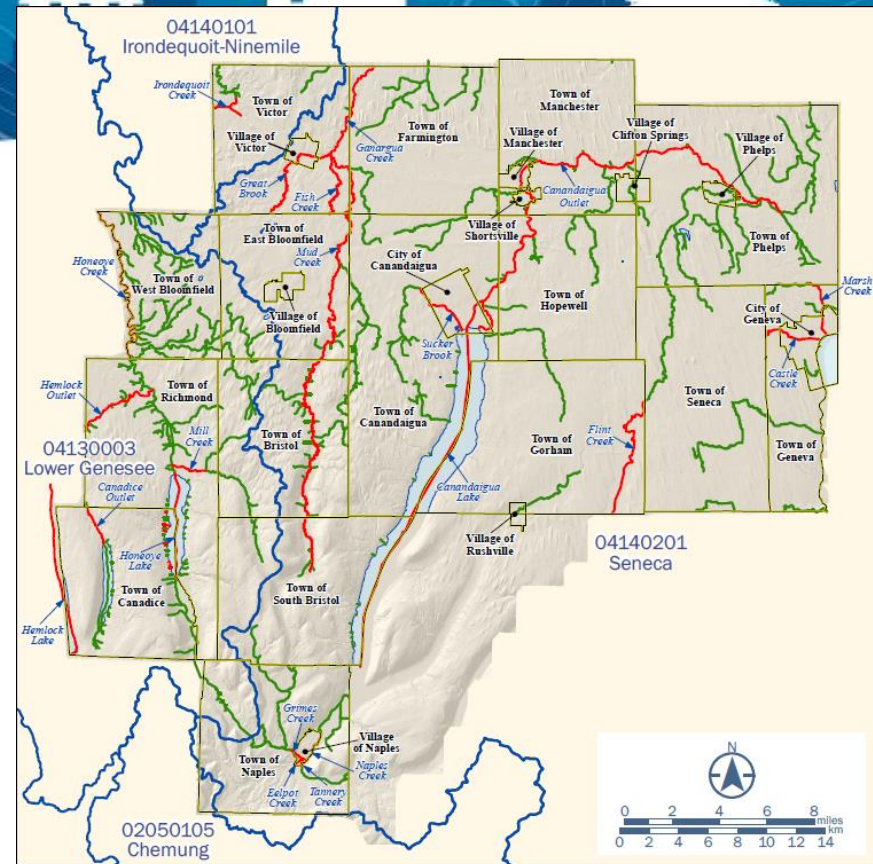 04140101
Irondequoit-Ninemile
Irondequoit
Creek
Town of
Victor
Village of
Victor
Great
Brook
Fish
Creek
Ganargua
Creek
Town of
Farmington
Town of
Manchester
Village of
Manchester
Village of
Clifton Springs
Village of
Phelps
Canandaigua
Outlet
Village of
Shortsville
Town of
Phelps
Honeoye
Creek
Town of
West Bloomfield
Town of
East Bloomfield
Mud
Creek
Village of
Bloomfield
City of
Canandaigua
Sucker
Brook
Town of
Hopewell
Marsh
Creek
City of
Geneva
Castle
Creek
Hemlock
Outlet
Town of
Richmond
Mill
Creek
Town of
Bristol
Town of
Canandaigua
Canandaigua
Lake
Town of
Gorham
Flint
Creek
Town of
Seneca
Town of
Geneva
04130003
Lower Genesee
Canadice
Outlet
Honeoye
Lake
Town of
Canadice
Hemlock
Lake
Town of
South Bristol
Village of
Rushville
04140201
Seneca
Grimes
Creek
Village
of Naples
Town of
Naples
Naples
Creek
Eelpot
Creek
Tannery
Creek
02050105
Chemung
N
0 2 4 6 8
miles
km
0 2 4 6 8 10 12 14